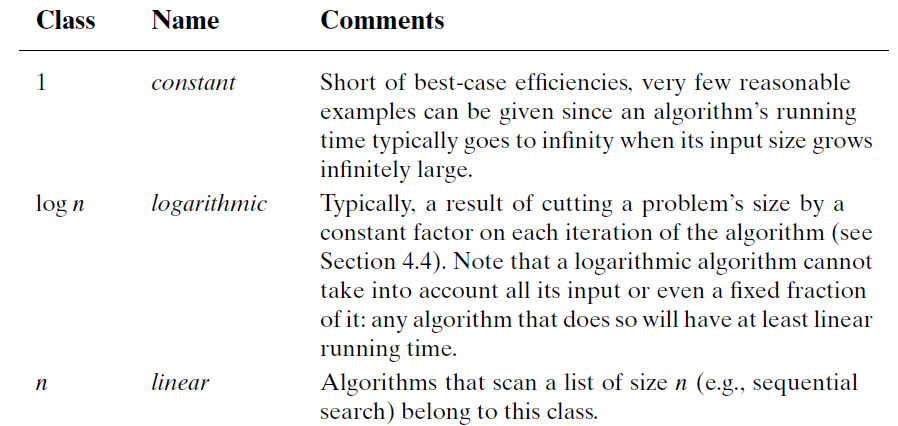 Class Name Comments
1 constant Short of best-case efficiencies, very few reasonable
examples can be given since an algorithm's running
time typically goes to infinity when its input size grows
infinitely large.
log n logarithmic Typically, a result of cutting a problem's size by a
constant factor on each iteration of the algorithm (see
Section 4.4). Note that a logarithmic algorithm cannot
take into account all its input or even a fixed fraction
of it: any algorithm that does so will have at least linear
running time.
n linear Algorithms that scan a list of size n (e.g., sequential
search) belong to this class.